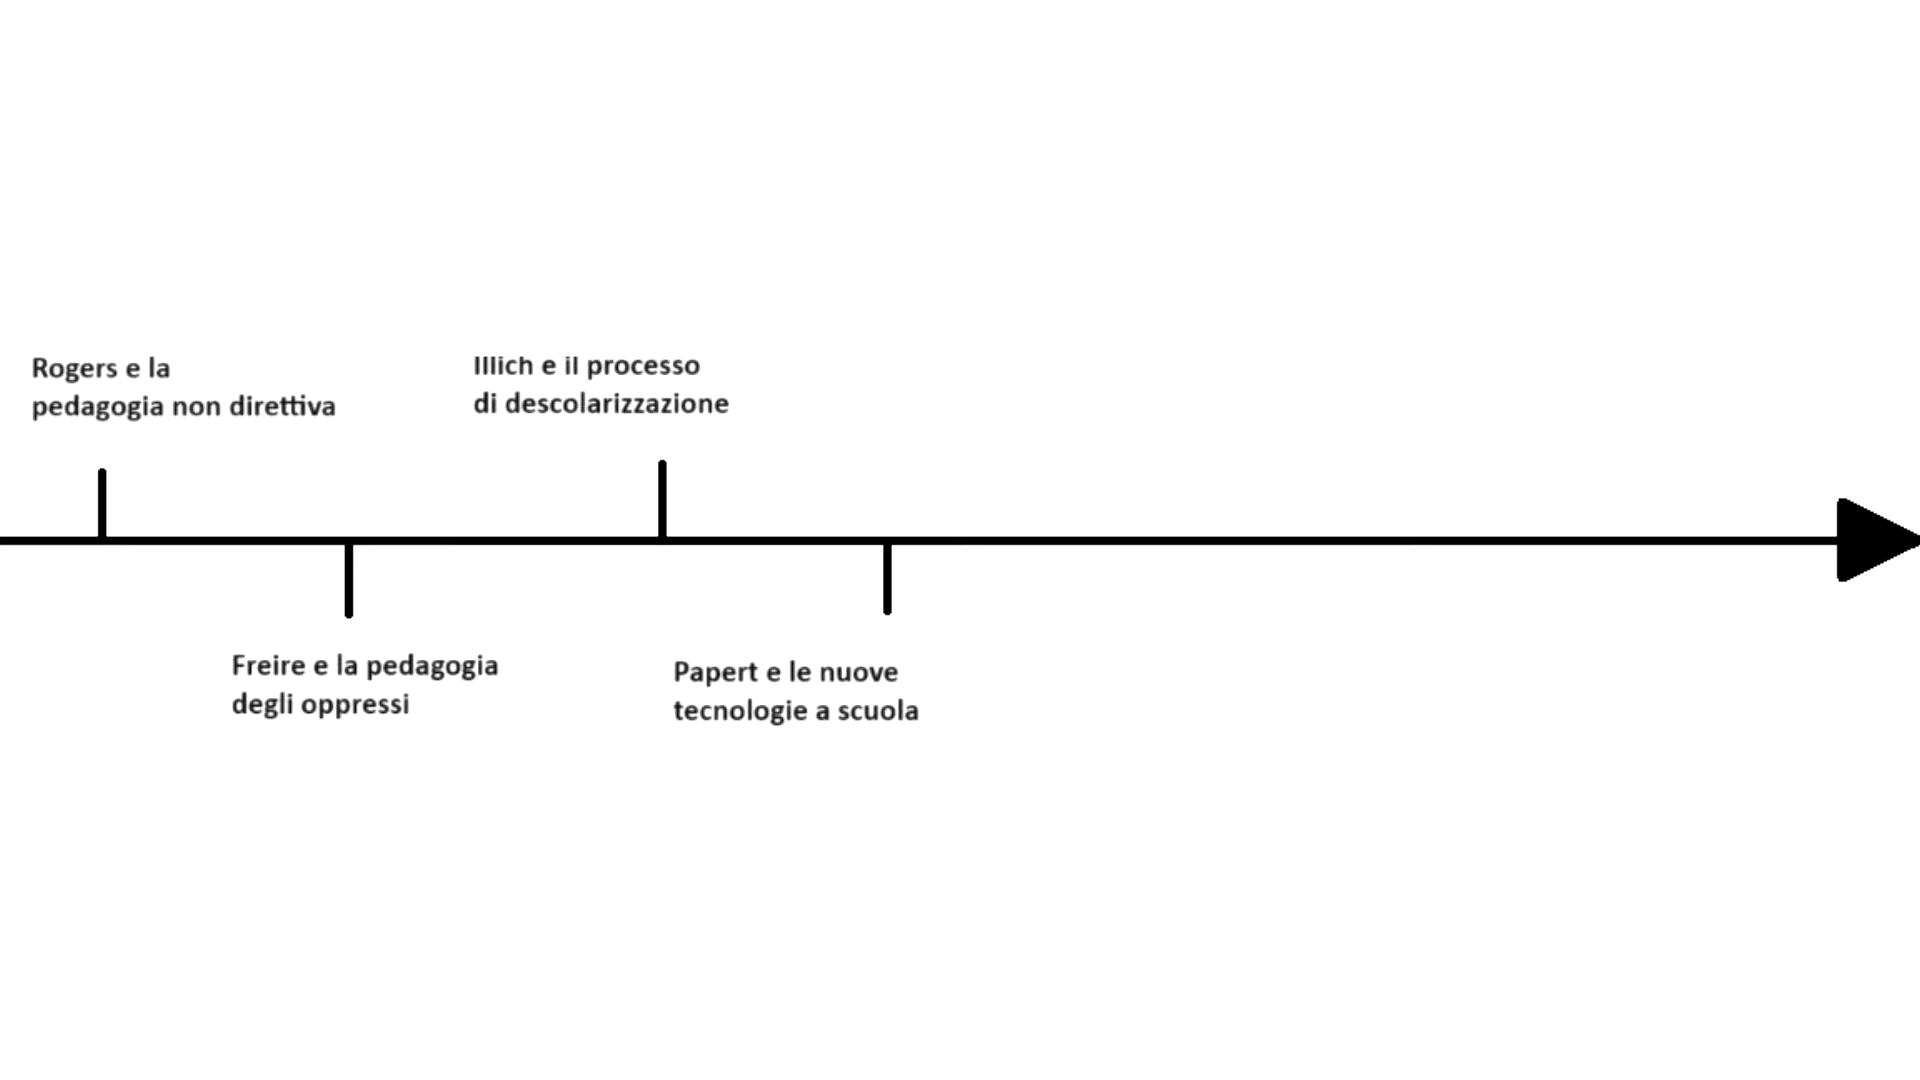 Rogers e la
pedagogia non direttiva
Illich e il processo
di descolarizzazione
Freire e la pedagogia
degli oppressi
Papert e le nuove
tecnologie a scuola